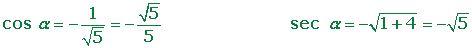 cos α = -1/√5 = -√5/5 sec α = -√1+4 = -√5